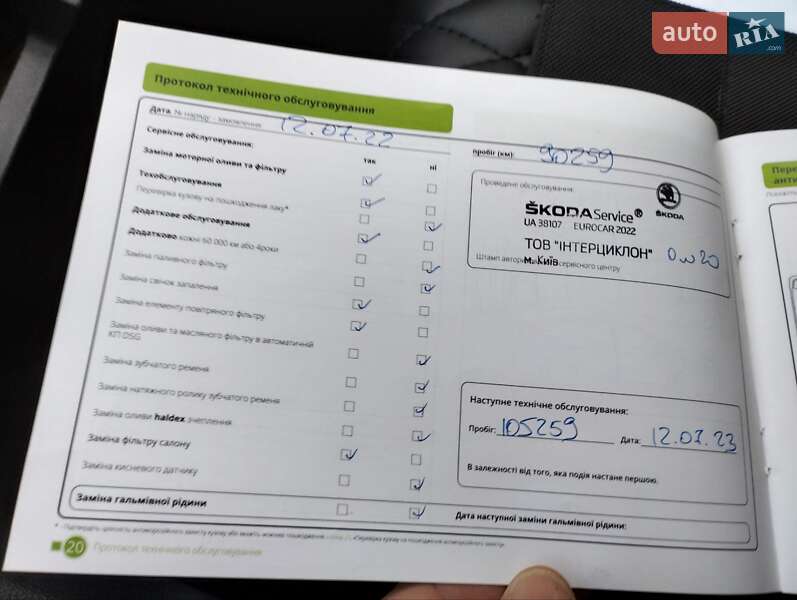 auto RIA .com
Протокол технічного обслуговування
Дата, № наряду - замовлення: 12.07.22
Сервісне обслуговування:
так ні
Заміна моторної оливи та фільтру
Техобслуговування
Перевірка кузову на пошкодження лаку*
Додаткове обслуговування
Додатково кожні 60 000 км або 4роки
Заміна паливного фільтру
Заміна свічок запалення
Заміна елементу повітряного фільтру
Заміна оливи та масляного фільтру в автоматичній КП DSG
Заміна зубчатого ременя
Заміна натяжного ролику зубчатого ременя
Заміна оливи haldex зчеплення
Заміна фільтру салону
Заміна кисневого датчику
Заміна гальмівної рідини
пробіг (км): 90259
Проведене обслуговування:
ŠKODA Service®
ŠKODA
UA 38107 EUROCAR 2022
ТОВ "ІНТЕРЦИКЛОН"
м. Київ
0w20
Наступне технічне обслуговування:
Пробіг: 105259 Дата: 12.07.23
В залежності від того, яка подія настане першою.
Дата наступної заміни гальмівної рідини:
20 Протокол технічного обслуговування